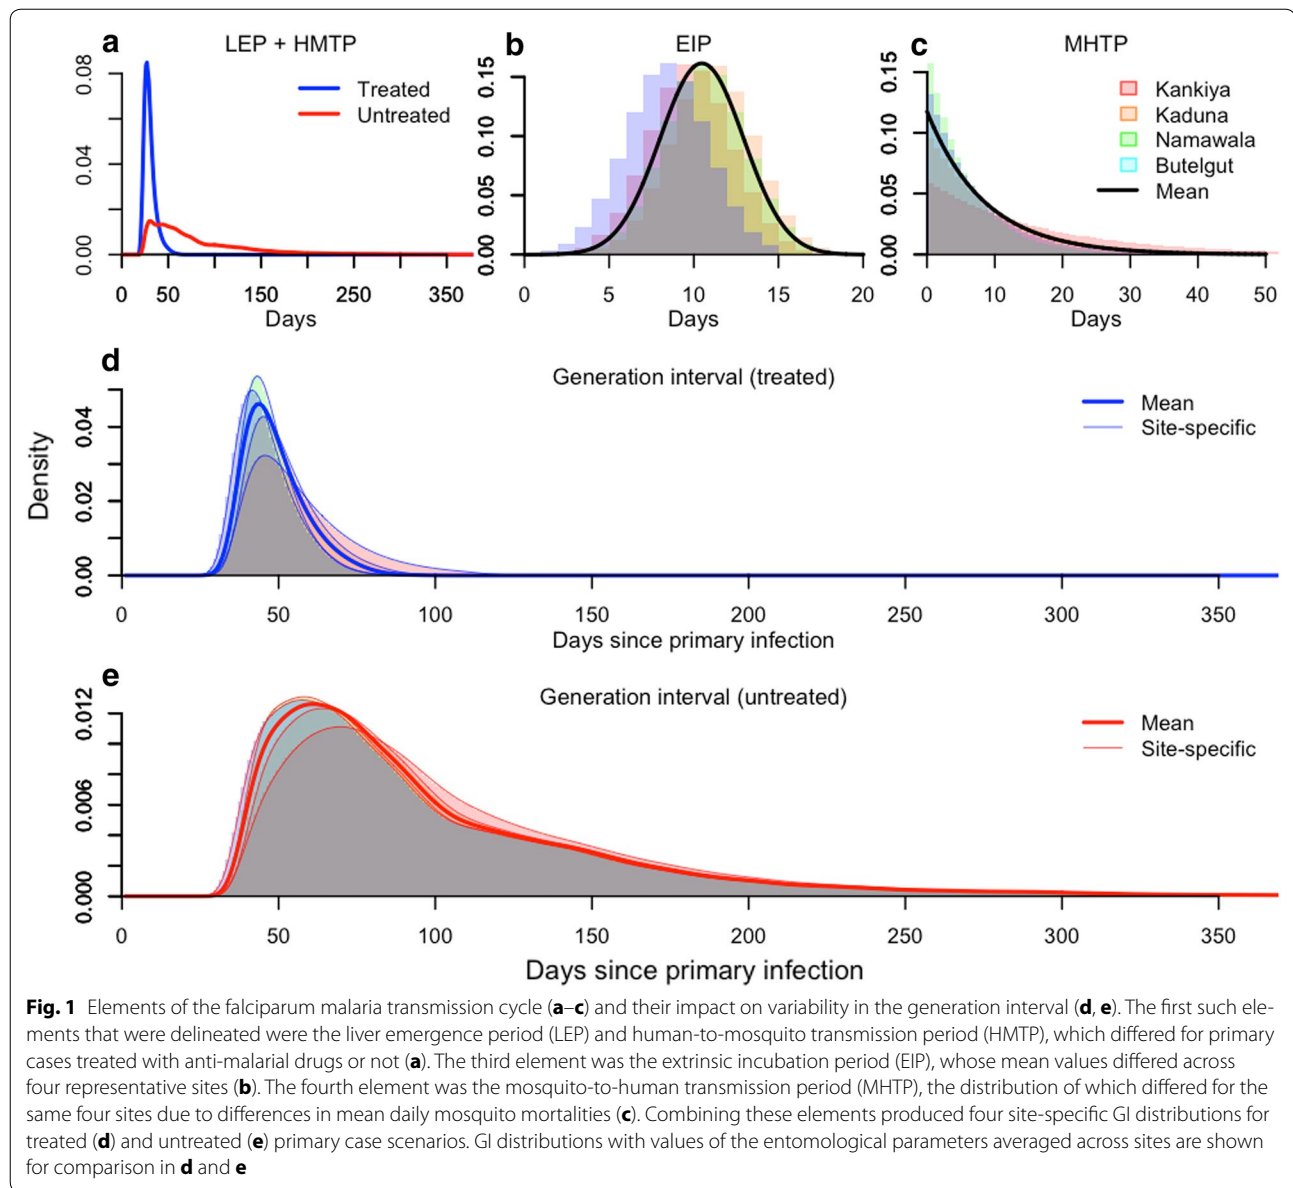 a
LEP + HMTP
0.00
0.04
0.08
Treated
Untreated
0 50 150 250 350
Days
b
EIP
0.00 0.05 0.10 0.15
0 5 10 15 20
Days
c
MHTP
0.00 0.05 0.10 0.15
Kankiya
Kaduna
Namawala
Butelgut
Mean
0 10 20 30 40 50
Days
d
Generation interval (treated)
Mean
Site-specific
Density
0.00 0.02 0.04
0 50 100 150 200 250 300 350
Days since primary infection
e
Generation interval (untreated)
Mean
Site-specific
0.000 0.006 0.012
0 50 100 150 200 250 300 350
Days since primary infection
Fig. 1 Elements of the falciparum malaria transmission cycle (a–c) and their impact on variability in the generation interval (d, e). The first such ele-
ments that were delineated were the liver emergence period (LEP) and human-to-mosquito transmission period (HMTP), which differed for primary
cases treated with anti-malarial drugs or not (a). The third element was the extrinsic incubation period (EIP), whose mean values differed across
four representative sites (b). The fourth element was the mosquito-to-human transmission period (MHTP), the distribution of which differed for the
same four sites due to differences in mean daily mosquito mortalities (c). Combining these elements produced four site-specific GI distributions for
treated (d) and untreated (e) primary case scenarios. GI distributions with values of the entomological parameters averaged across sites are shown
for comparison in d and e